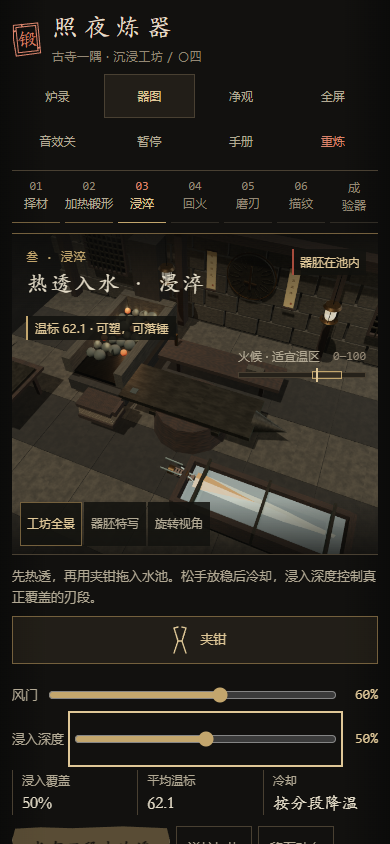 锻
照夜炼器
古寺一隅 · 沉浸工坊 / 〇四
炉录
器图
净观
全屏
音效关
暂停
手册
重炼
01 02 03 04 05 06 成
择材 加热锻形 浸淬 回火 磨刃 描纹 验器
叁 · 浸淬
器胚在池内
热透入水 · 浸淬
温标 62.1 · 可塑，可落锤
火候 · 适宜温区 0—100
工坊全景 器胚特写 旋转视角
先热透，再用夹钳拖入水池。松手放稳后冷却，浸入深度控制真
正覆盖的刃段。
夹钳
风门 60%
浸入深度 50%
浸入覆盖 平均温标 冷却
50% 62.1 按分段降温